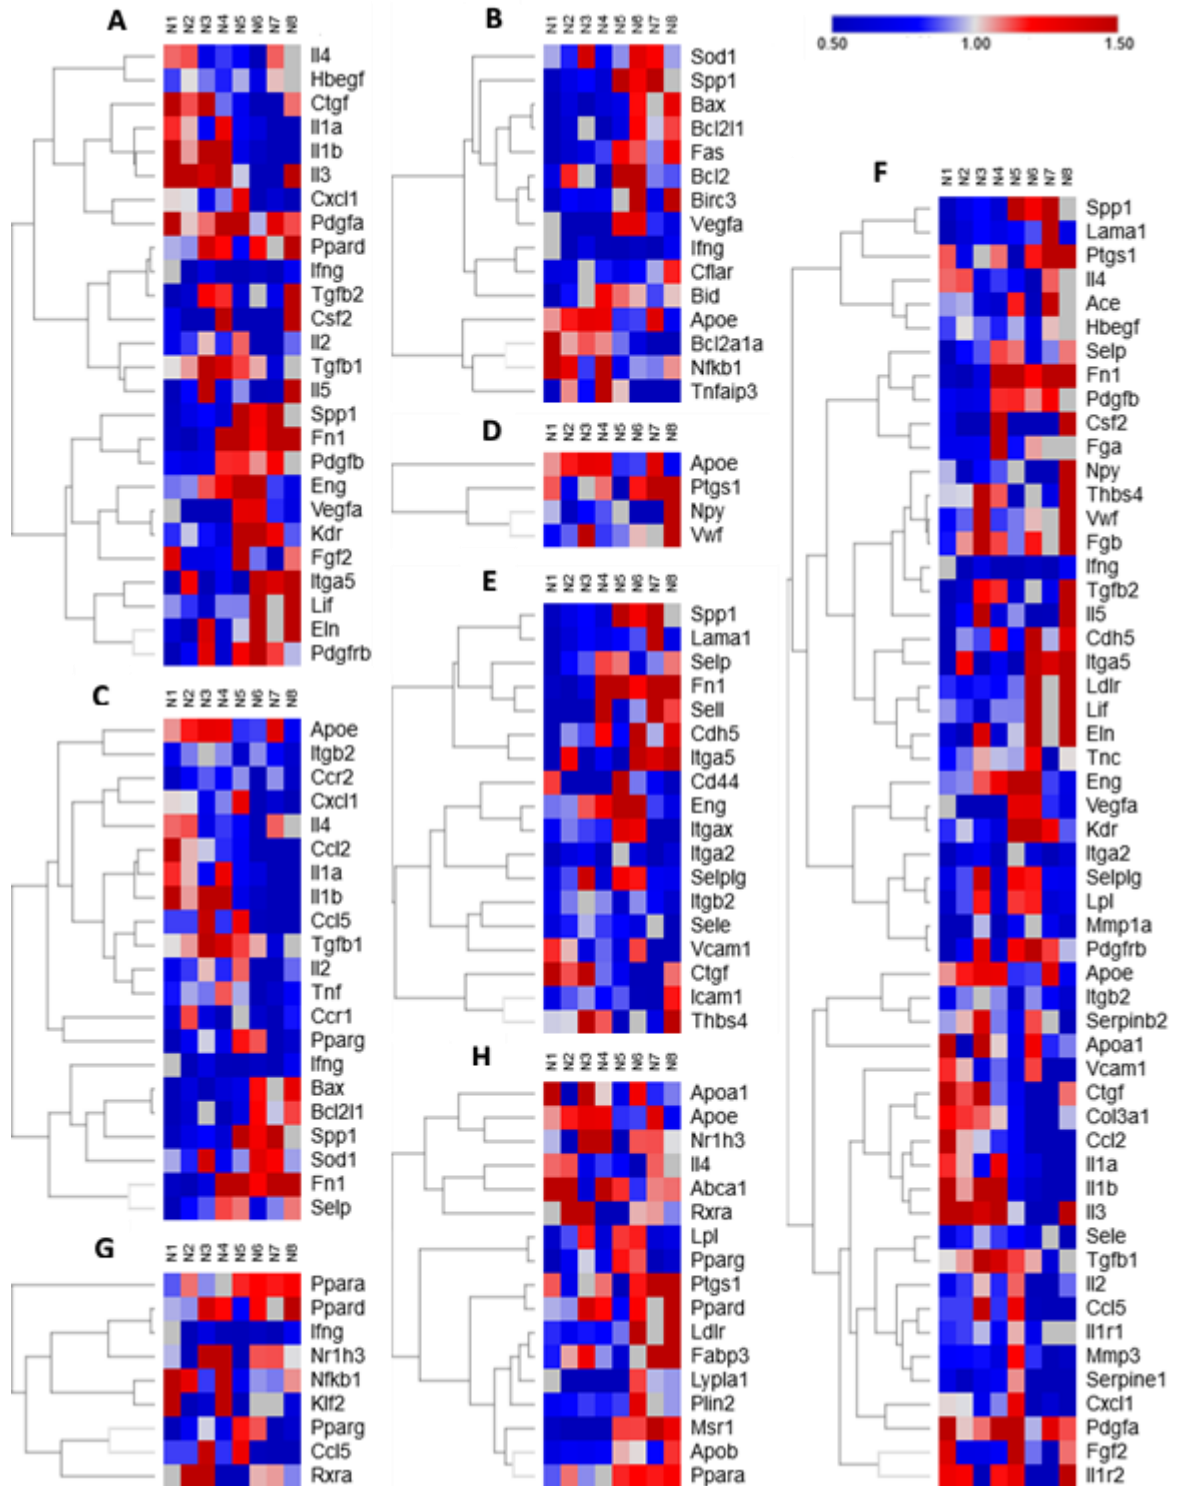 A
N1 N2 N3 N4 N5 N6 N7 N8
Il4
Hbegf
Ctgf
Il1a
Il1b
Il3
Cxcl1
Pdgfa
Ppard
Ifng
Tgfb2
Csf2
Il2
Tgfb1
Il5
Spp1
Fn1
Pdgfb
Eng
Vegfa
Kdr
Fgf2
Itga5
Lif
Eln
Pdgfrb
B
N1 N2 N3 N4 N5 N6 N7 N8
Sod1
Spp1
Bax
Bcl2l1
Fas
Bcl2
Birc3
Vegfa
Ifng
Cflar
Bid
Apoe
Bcl2a1a
Nfkb1
Tnfaip3
0.50 1.00 1.50
C
N1 N2 N3 N4 N5 N6 N7 N8
Apoe
Itgb2
Ccr2
Cxcl1
Il4
Ccl2
Il1a
Il1b
Ccl5
Tgfb1
Il2
Tnf
Ccr1
Pparg
Ifng
Bax
Bcl2l1
Spp1
Sod1
Fn1
Selp
D
N1 N2 N3 N4 N5 N6 N7 N8
Apoe
Ptgs1
Npy
Vwf
E
N1 N2 N3 N4 N5 N6 N7 N8
Spp1
Lama1
Selp
Fn1
Sell
Cdh5
Itga5
Cd44
Eng
Itgax
Itga2
Selplg
Itgb2
Sele
Vcam1
Ctgf
Icam1
Thbs4
F
N1 N2 N3 N4 N5 N6 N7 N8
Spp1
Lama1
Ptgs1
Il4
Ace
Hbegf
Selp
Fn1
Pdgfb
Csf2
Fga
Npy
Thbs4
Vwf
Fgb
Ifng
Tgfb2
Il5
Cdh5
Itga5
Ldlr
Lif
Eln
Tnc
Eng
Vegfa
Kdr
Itga2
Selplg
Lpl
Mmp1a
Pdgfrb
Apoe
Itgb2
Serpinb2
Apoa1
Vcam1
Ctgf
Col3a1
Ccl2
Il1a
Il1b
Il3
Sele
Tgfb1
Il2
Ccl5
Il1r1
Mmp3
Serpine1
Cxcl1
Pdgfa
Fgf2
Il1r2
G
N1 N2 N3 N4 N5 N6 N7 N8
Ppara
Ppard
Ifng
Nr1h3
Nfkb1
Klf2
Pparg
Ccl5
Rxra
H
N1 N2 N3 N4 N5 N6 N7 N8
Apoa1
Apoe
Nr1h3
Il4
Abca1
Rxra
Lpl
Pparg
Ptgs1
Ppard
Ldlr
Fabp3
Lypla1
Plin2
Msr1
Apob
Ppara